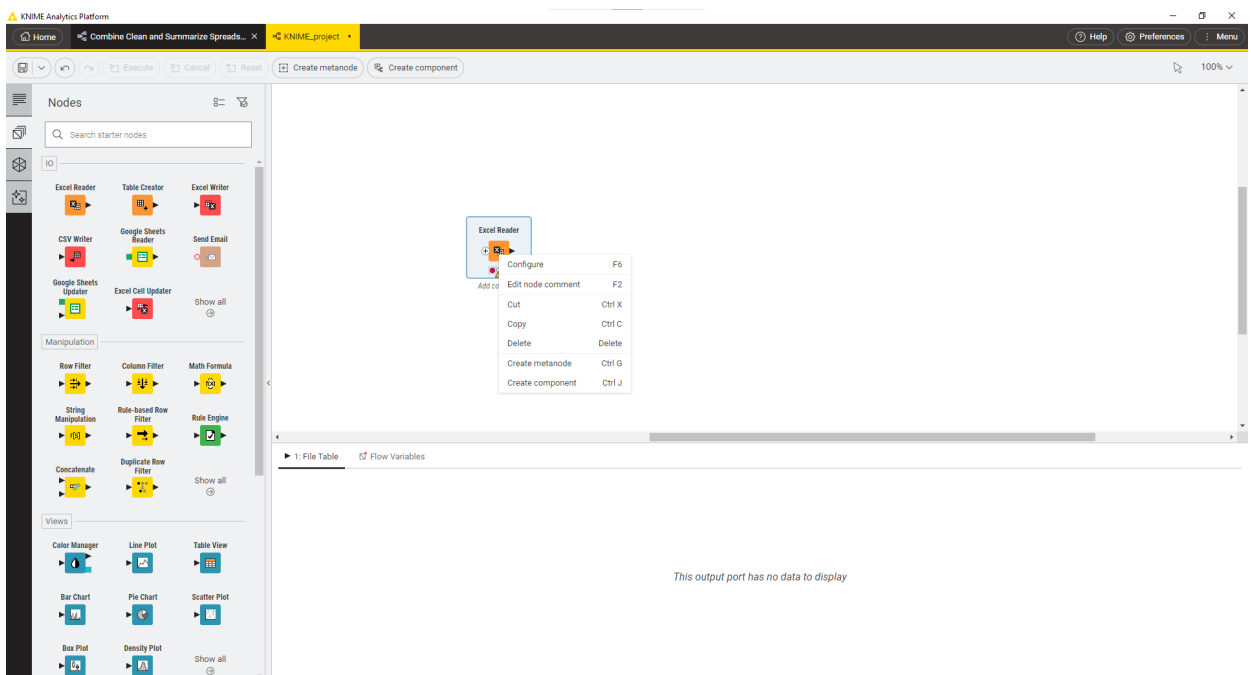 KNIME Analytics Platform
Home
Combine Clean and Summarize Spreads...
KNIME_project
Help
Preferences
Menu
Execute
Cancel
Reset
Create metanode
Create component
100%
Nodes
Search starter nodes
IO
Excel Reader
Table Creator
Excel Writer
CSV Writer
Google Sheets
Reader
Send Email
Google Sheets
Updater
Excel Cell Updater
Show all
Manipulation
Row Filter
Column Filter
Math Formula
String
Manipulation
Rule-based Row
Filter
Rule Engine
Concatenate
Duplicate Row
Filter
Show all
Views
Color Manager
Line Plot
Table View
Bar Chart
Pie Chart
Scatter Plot
Box Plot
Density Plot
Show all
Excel Reader
Add co
Configure F6
Edit node comment F2
Cut Ctrl X
Copy Ctrl C
Delete Delete
Create metanode Ctrl G
Create component Ctrl J
1: File Table
Flow Variables
This output port has no data to display